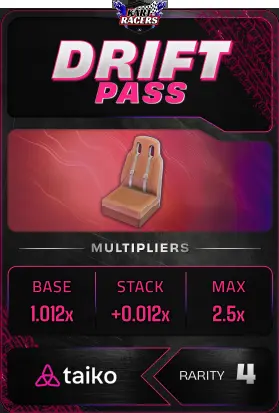 RACERS
DRIFT
PASS
MULTIPLIERS
BASE STACK MAX
1.012x +0.012x 2.5x
taiko RARITY 4